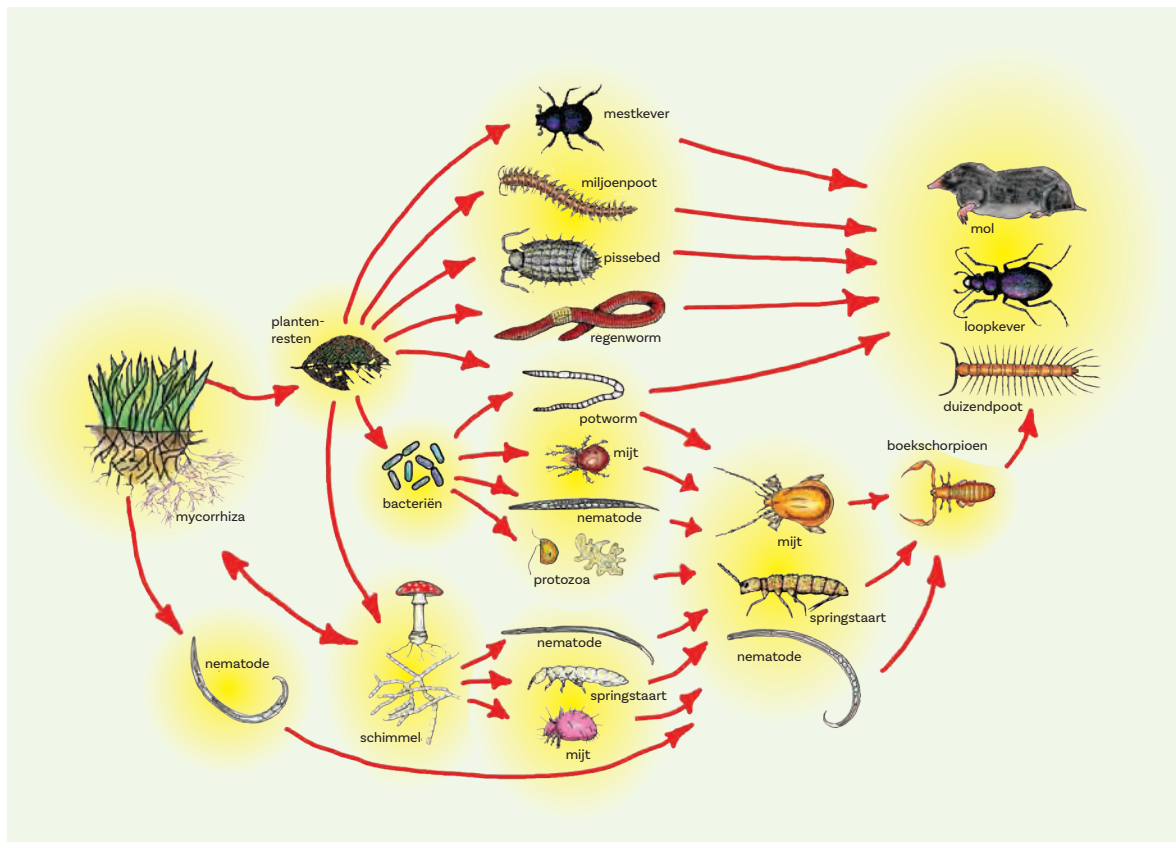 mestkever
miljoenpoot
pissebed
regenworm
planten-
resten
potworm
mijt
nematode
protozoa
bacteriën
mycorrhiza
nematode
schimmel
nematode
springstaart
mijt
mijt
springstaart
nematode
boekschorpioen
mol
loopkever
duizendpoot